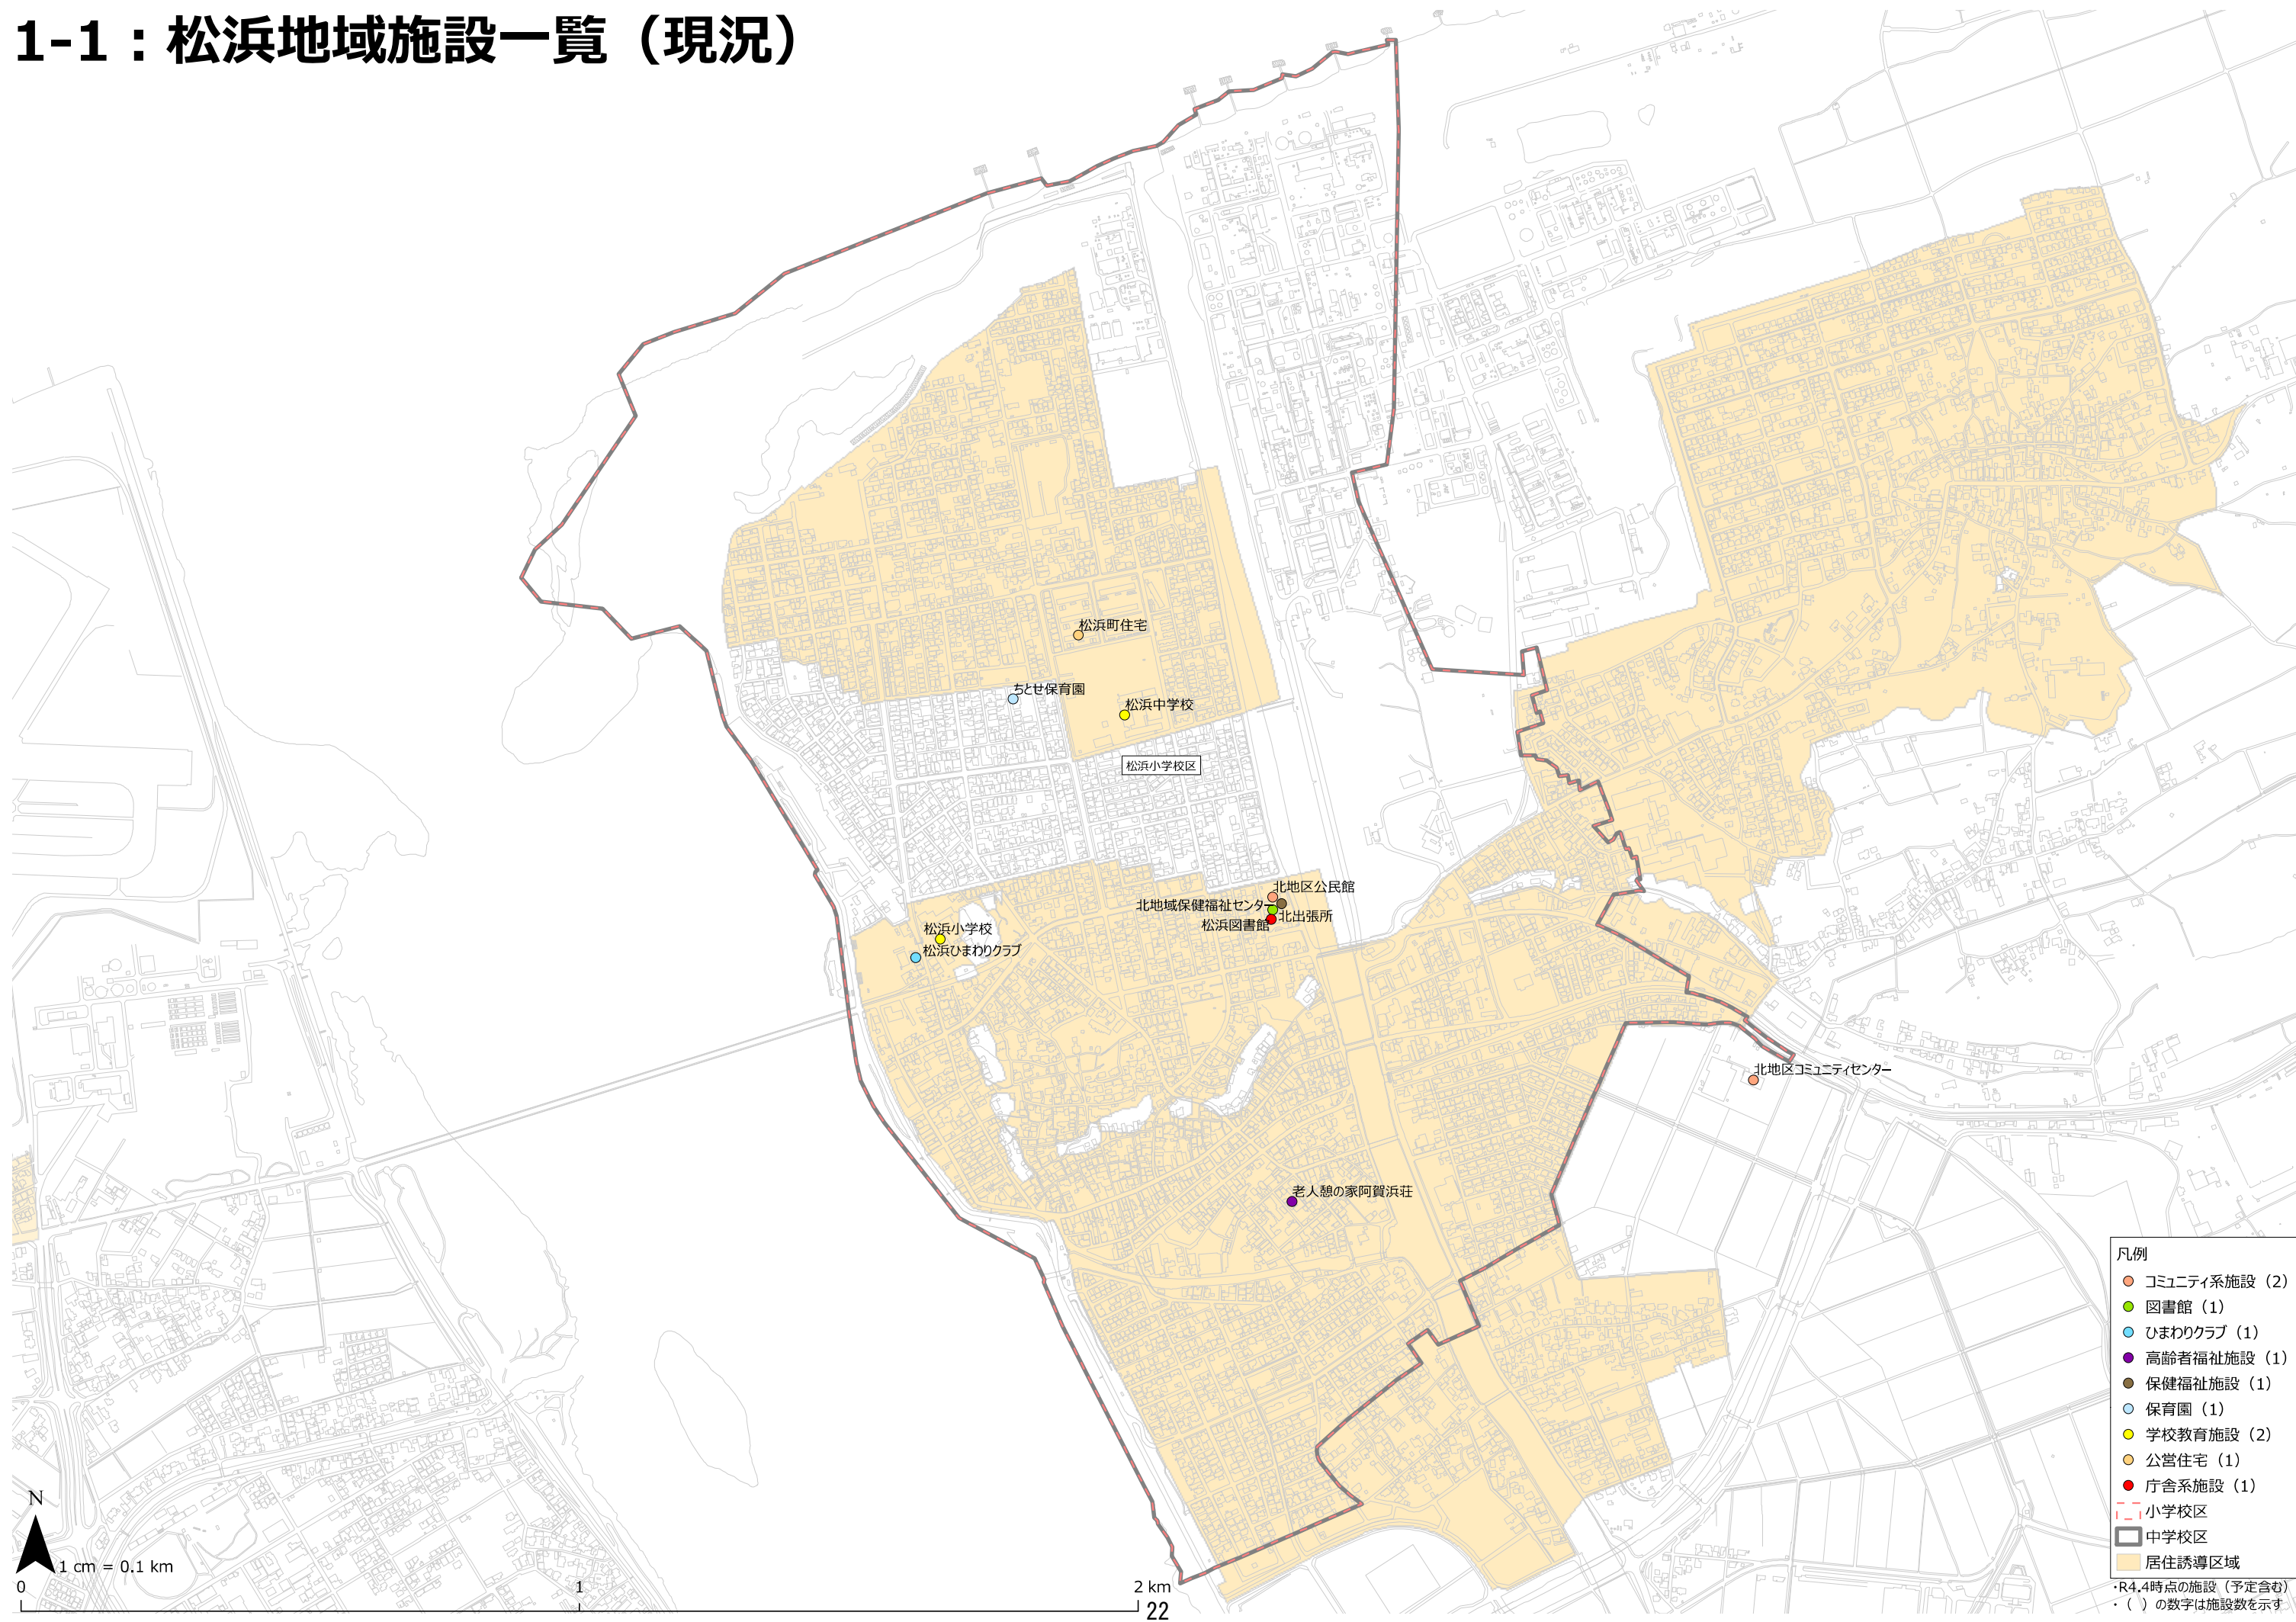 1-1：松浜地域施設一覧（現況）
松浜町住宅
ちとせ保育園
松浜中学校
松浜小学校区
北地区公民館
北地域保健福祉センター
北出張所
松浜図書館
松浜小学校
松浜ひまわりクラブ
北地区コミュニティセンター
老人憩の家阿賀浜荘
凡例
コミュニティ系施設（2）
図書館（1）
ひまわりクラブ（1）
高齢者福祉施設（1）
保健福祉施設（1）
保育園（1）
学校教育施設（2）
公営住宅（1）
庁舎系施設（1）
小学校区
中学校区
居住誘導区域
・R4.4時点の施設（予定含む）
・（ ）の数字は施設数を示す
N
1 cm = 0.1 km
0 1 2 km
22